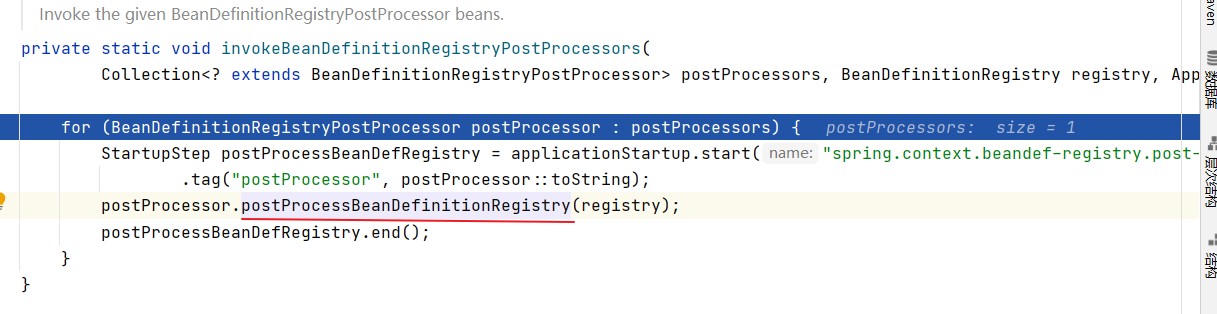 Invoke the given BeanDefinitionRegistryPostProcessor beans.
private static void invokeBeanDefinitionRegistryPostProcessors(
Collection<? extends BeanDefinitionRegistryPostProcessor> postProcessors, BeanDefinitionRegistry registry, App
for (BeanDefinitionRegistryPostProcessor postProcessor : postProcessors) { postProcessors: size = 1
StartupStep postProcessBeanDefRegistry = applicationStartup.start( name: "spring.context.beandef-registry.post-
.tag("postProcessor", postProcessor::toString);
postProcessor.postProcessBeanDefinitionRegistry(registry);
postProcessBeanDefRegistry.end();
}
}
aven
数据库
层次结构
结构